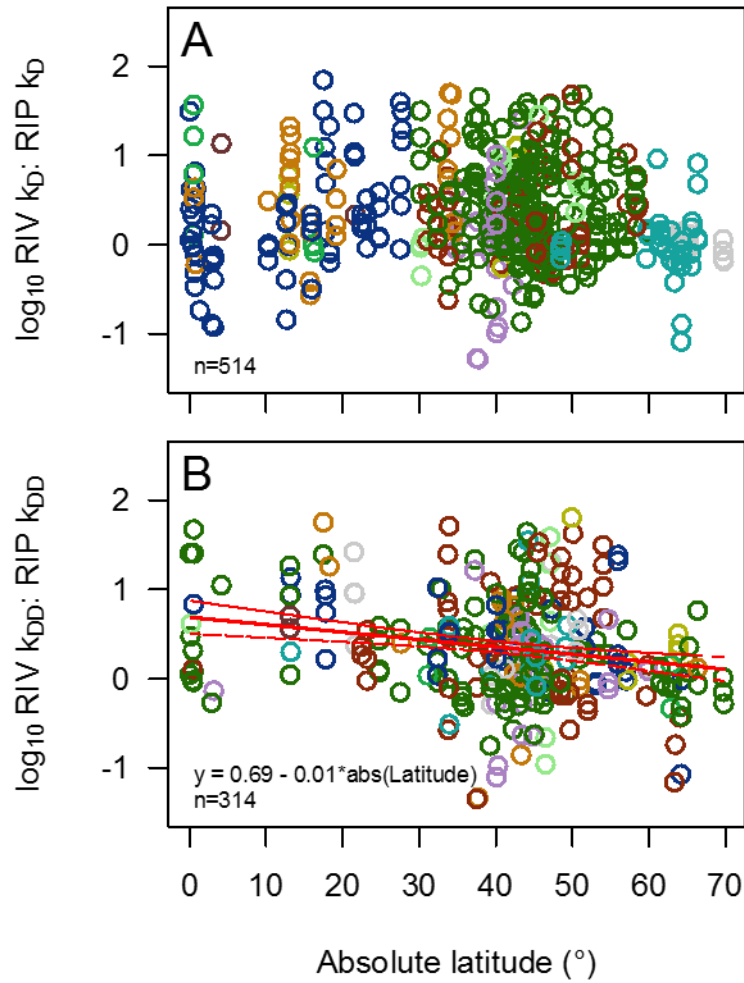 A
log10 RIV kD: RIP kD
2
1
0
-1
n=514
B
log10 RIV kDD: RIP kDD
2
1
0
-1
y = 0.69 - 0.01*abs(Latitude)
n=314
0 10 20 30 40 50 60 70
Absolute latitude (°)